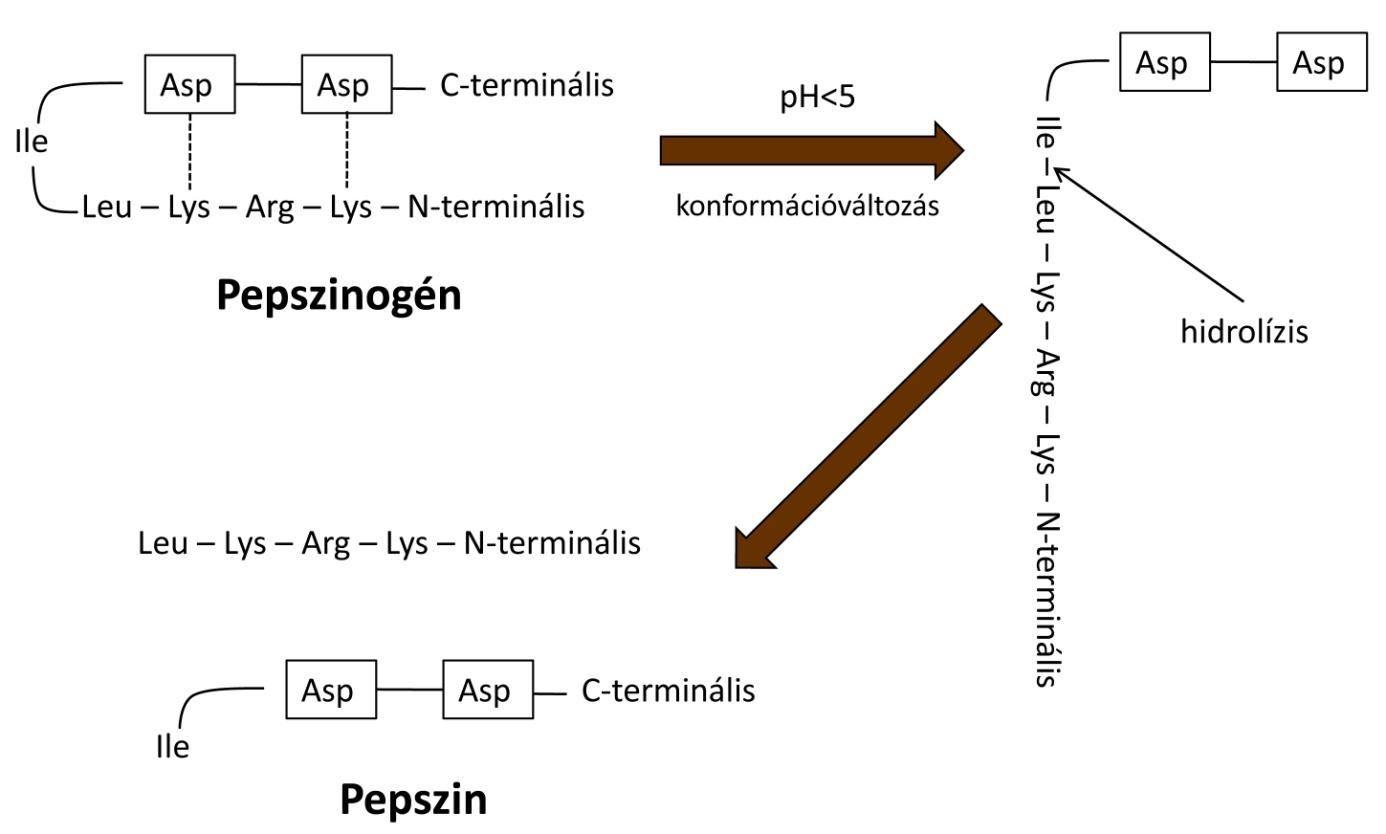 Asp
Asp
C-terminális
Ile
Leu – Lys – Arg – Lys – N-terminális
Pepszinogén
pH<5
konformációváltozás
Asp
Asp
Ile – Leu – Lys – Arg – Lys – N-terminális
hidrolízis
Leu – Lys – Arg – Lys – N-terminális
Asp
Asp
C-terminális
Ile
Pepszin